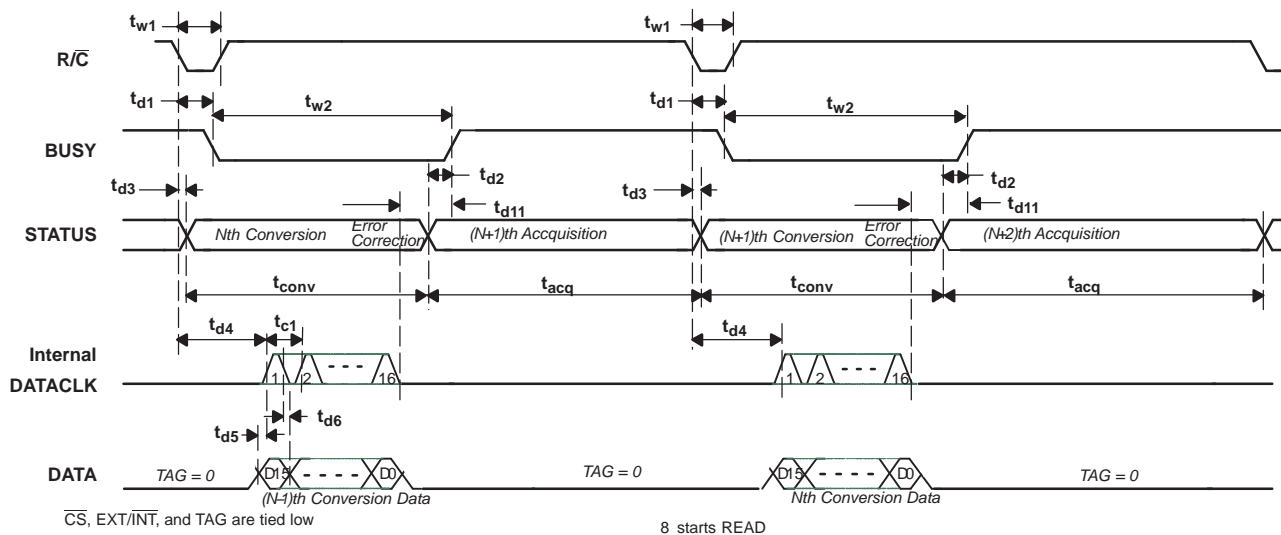 tw1 tw1
R/C
td1 tw2 td1 tw2
BUSY
td3 td2 td3 td2
td11 td11
STATUS Nth Conversion Error Correction (N+1)th Accquisition (N+1)th Conversion Error Correction (N+2)th Acquisition
tconv tacq tconv tacq
td4 tc1 td4
Internal
DATACLK 1 2 - - - 16 1 2 - - - 16
td5 td6
DATA TAG = 0 D15 - - - - - D0 TAG = 0 D15 - - - - D0 TAG = 0
(N-1)th Conversion Data Nth Conversion Data
CS, EXT/INT, and TAG are tied low
8 starts READ